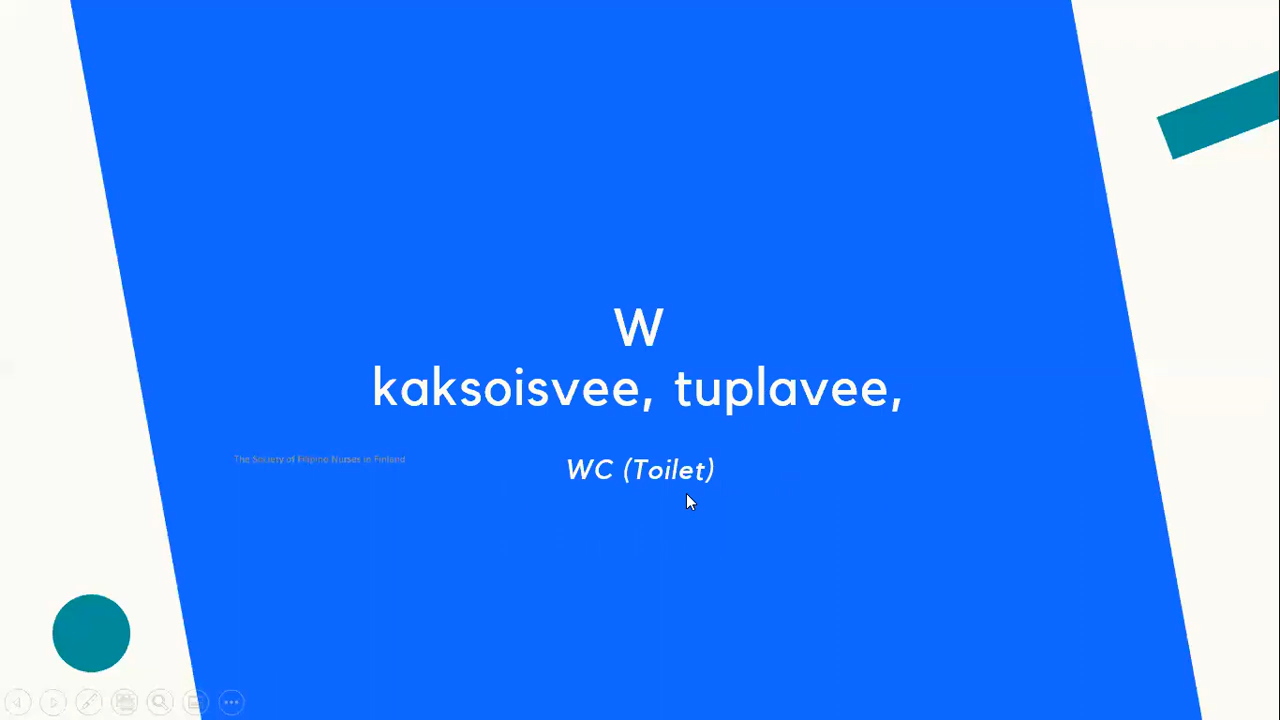 W
kaksoisvee, tuplavee,
The Society of Filipino Nurses in Finland
WC (Toilet)